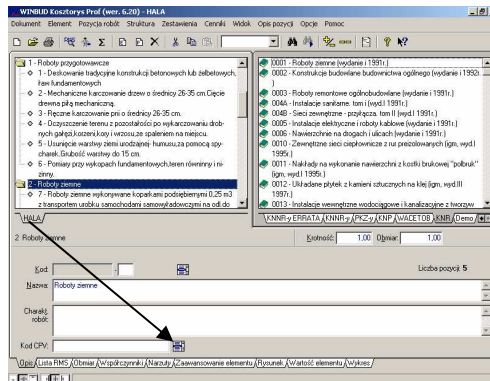 WINBUD Kosztorys Prof (wer. 6.20) - HALA
Dokument Element Pozycja robót Struktura Zestawienia Cenniki Widok Opis pozycji Opcje Pomoc
1 - Roboty przygotowawcze
1 - Deskowanie tradycyjne konstrukcji betonowych lub żelbetowych, ław fundamentowych
2 - Mechaniczne karczowanie drzew o średnicy 26-35 cm.Cięcie drewna piłą mechaniczną.
3 - Ręczne karczowanie pni o średnicy 26-35 cm.
4 - Oczyszczenie terenu z pozostałości po wykarczowaniu drobnych gałęzi,korzeni,kory i wrzosu,ze spaleniem na miejscu.
5 - Usunięcie warstwy ziemi urodzajnej- humusu,za pomocą spycharek.Grubość warstwy do 15 cm.
6 - Pomiary przy wykopach fundamentowych,teren równinny i nizinny.
2 - Roboty ziemne
7 - Roboty ziemne wykonywane koparkami podsiębiernymi 0,25 m3 z transportem urobku samochodami samowyładowczymi na odl.do
HALA
0001 - Roboty ziemne (wydanie i 1991r.)
0002 - Konstrukcje budowlane budownictwa ogólnego (wydanie i 1992r. )
0003 - Roboty remontowe ogólnobudowlane (wydanie i 1991r.)
004A - Instalacje sanitarne. tom i (wyd.I 1991r.)
004B - Sieci zewnętrzne - przyłącza. tom II (wyd.I 1991r.)
0005 - Instalacje elektryczne i roboty kablowe (wydanie i 1991r.)
0006 - Nawierzchnie na drogach i ulicach (wydanie i 1991r.)
0010 - Zewnętrzne sieci ciepłownicze z rur preizolowanych (igm, wyd.I 1995r.)
0011 - Nakłady na wykonanie nawierzchni z kostki brukowej "polbruk" (igm, wyd.I 1995r.)
0012 - Układane płytek z kamieni sztucznych na klej (igm, wyd.III 1997r.)
0013 - Instalacje wewnętrzne wodociągowe i kanalizacyjne z tworzyw
KNNR-y ERRATA KNNR-y PKZ-y KNP WACETOB KNR Demo
2 Roboty ziemne
Krotność: 1,00 Obmiar: 1,00
Kod: - Liczba pozycji: 5
Nazwa: Roboty ziemne
Charakt. robót:
Kod CPV:
Opis Lista RMS Obmiar Współczynniki Narzuty Zaawansowanie elementu Rysunek Wartość elementu Wykres